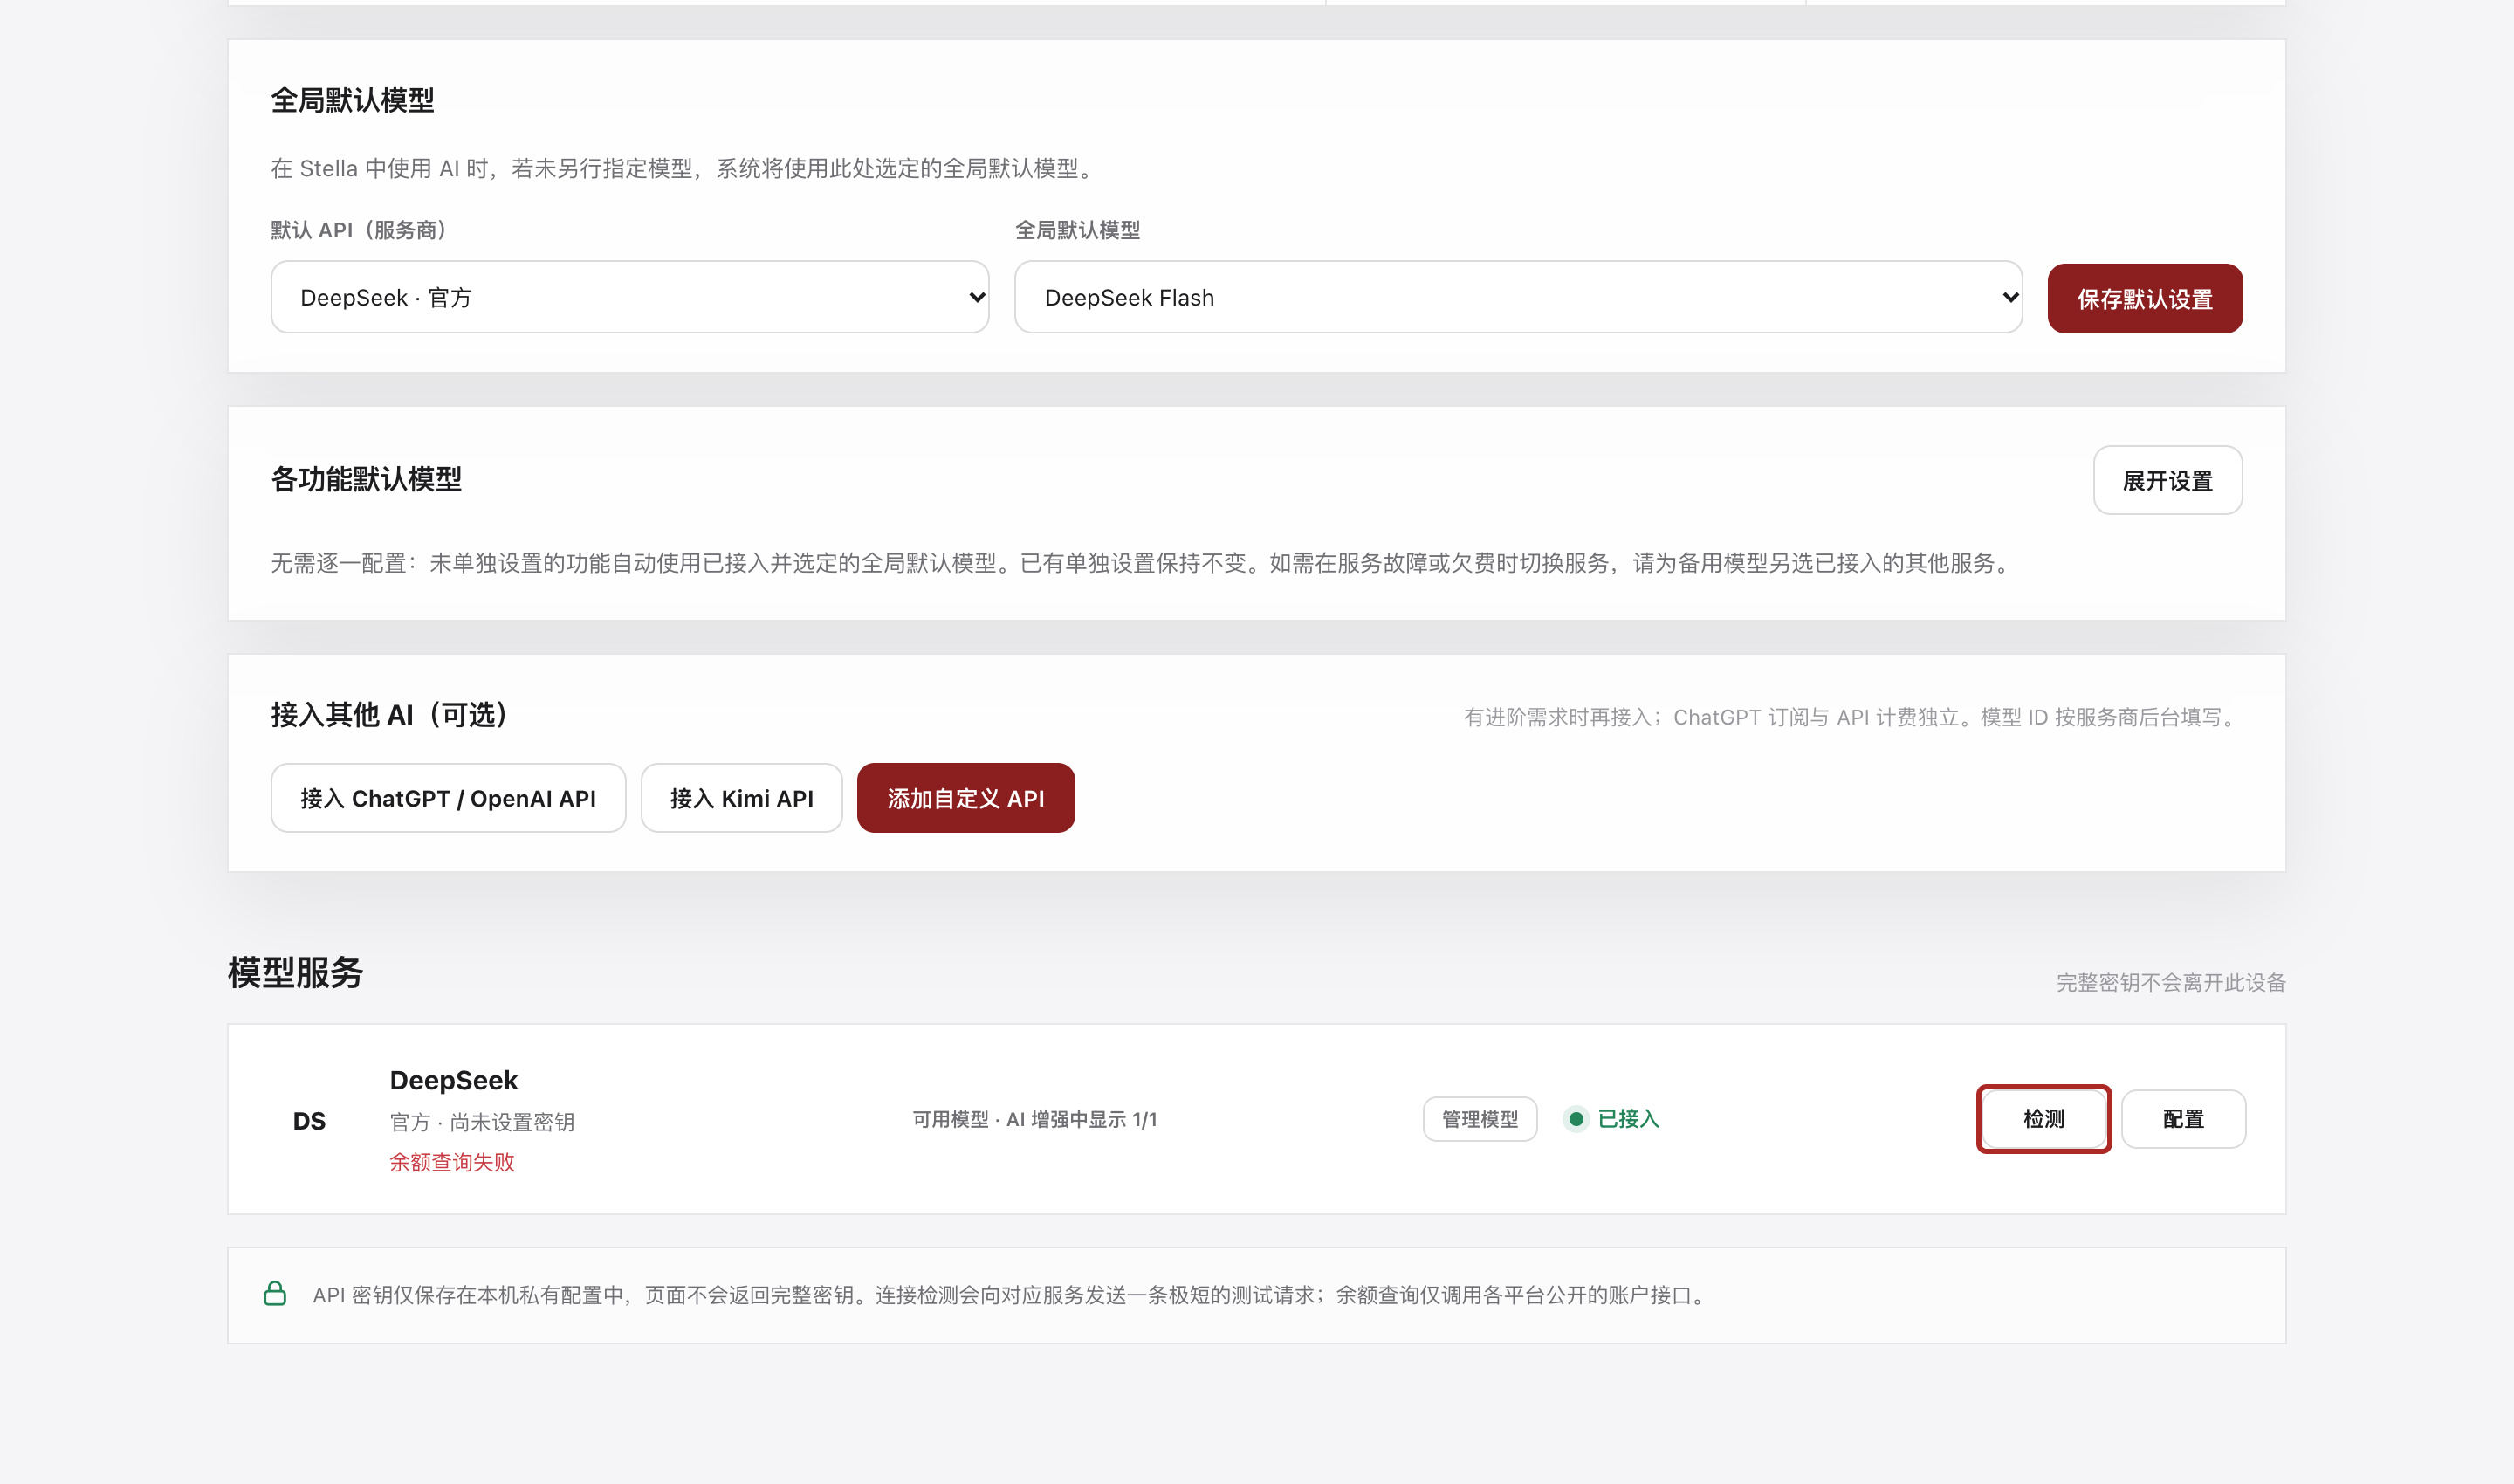 全局默认模型
在 Stella 中使用 AI 时，若未另行指定模型，系统将使用此处选定的全局默认模型。
默认 API（服务商）
全局默认模型
DeepSeek · 官方
DeepSeek Flash
保存默认设置
各功能默认模型
展开设置
无需逐一配置：未单独设置的功能自动使用已接入并选定的全局默认模型。已有单独设置保持不变。如需在服务故障或欠费时切换服务，请为备用模型另选已接入的其他服务。
接入其他 AI（可选）
有进阶需求时再接入；ChatGPT 订阅与 API 计费独立。模型 ID 按服务商后台填写。
接入 ChatGPT / OpenAI API
接入 Kimi API
添加自定义 API
模型服务
完整密钥不会离开此设备
DS
DeepSeek
官方 · 尚未设置密钥
余额查询失败
可用模型 · AI 增强中显示 1/1
管理模型
已接入
检测
配置
API 密钥仅保存在本机私有配置中，页面不会返回完整密钥。连接检测会向对应服务发送一条极短的测试请求；余额查询仅调用各平台公开的账户接口。